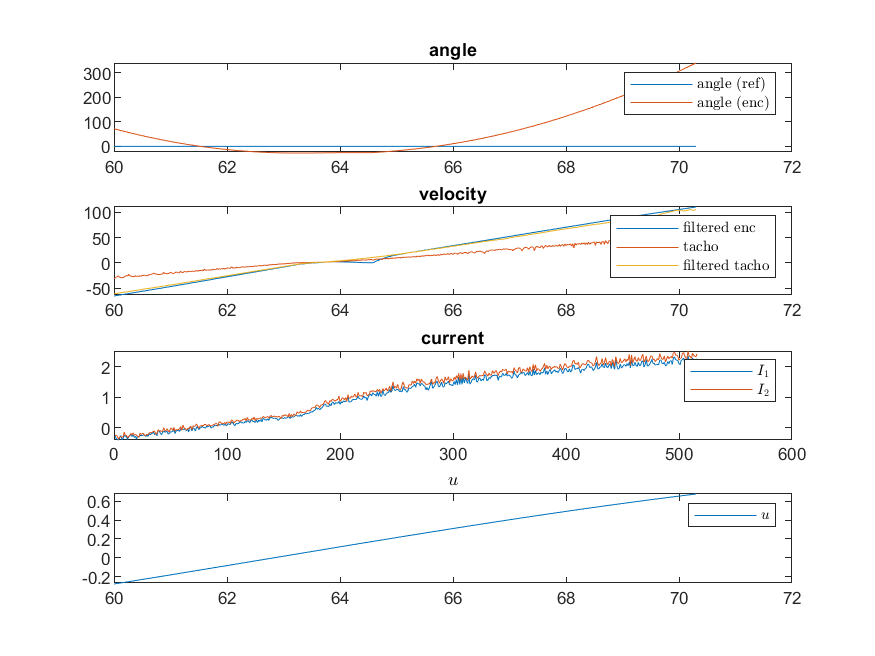 angle
300
200
100
0
angle (ref)
angle (enc)
60 62 64 66 68 70 72
velocity
100
50
0
-50
filtered enc
tacho
filtered tacho
60 62 64 66 68 70 72
current
2
1
0
I1
I2
0 100 200 300 400 500 600
u
0.6
0.4
0.2
0
-0.2
u
60 62 64 66 68 70 72